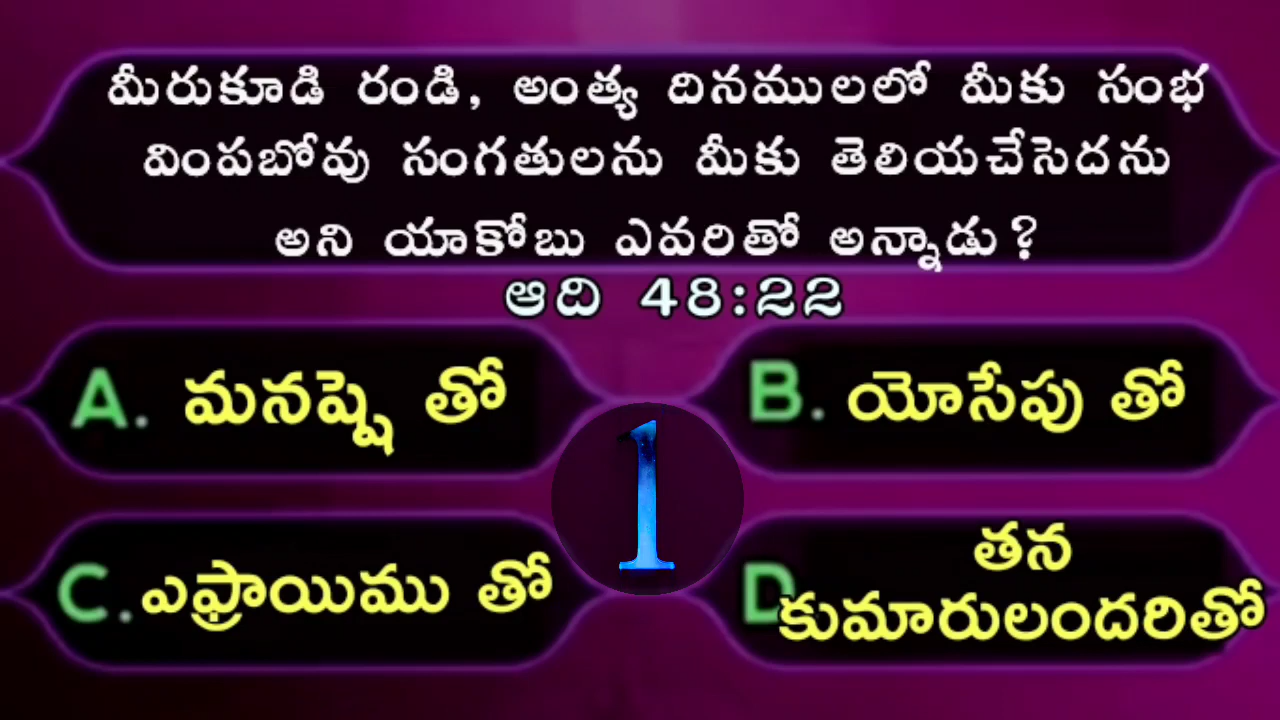 మీరుకూడి రండి, అంత్య దినములలో మీకు సంభ
వింపబోవు సంగతులను మీకు తెలియచేసెదను
అని యాకోబు ఎవరితో అన్నాడు?
ఆది 48:22
A. మనష్షె తో
B. యోసేపు తో
1
C. ఎఫ్రాయిము తో
D
తన
కుమారులందరితో